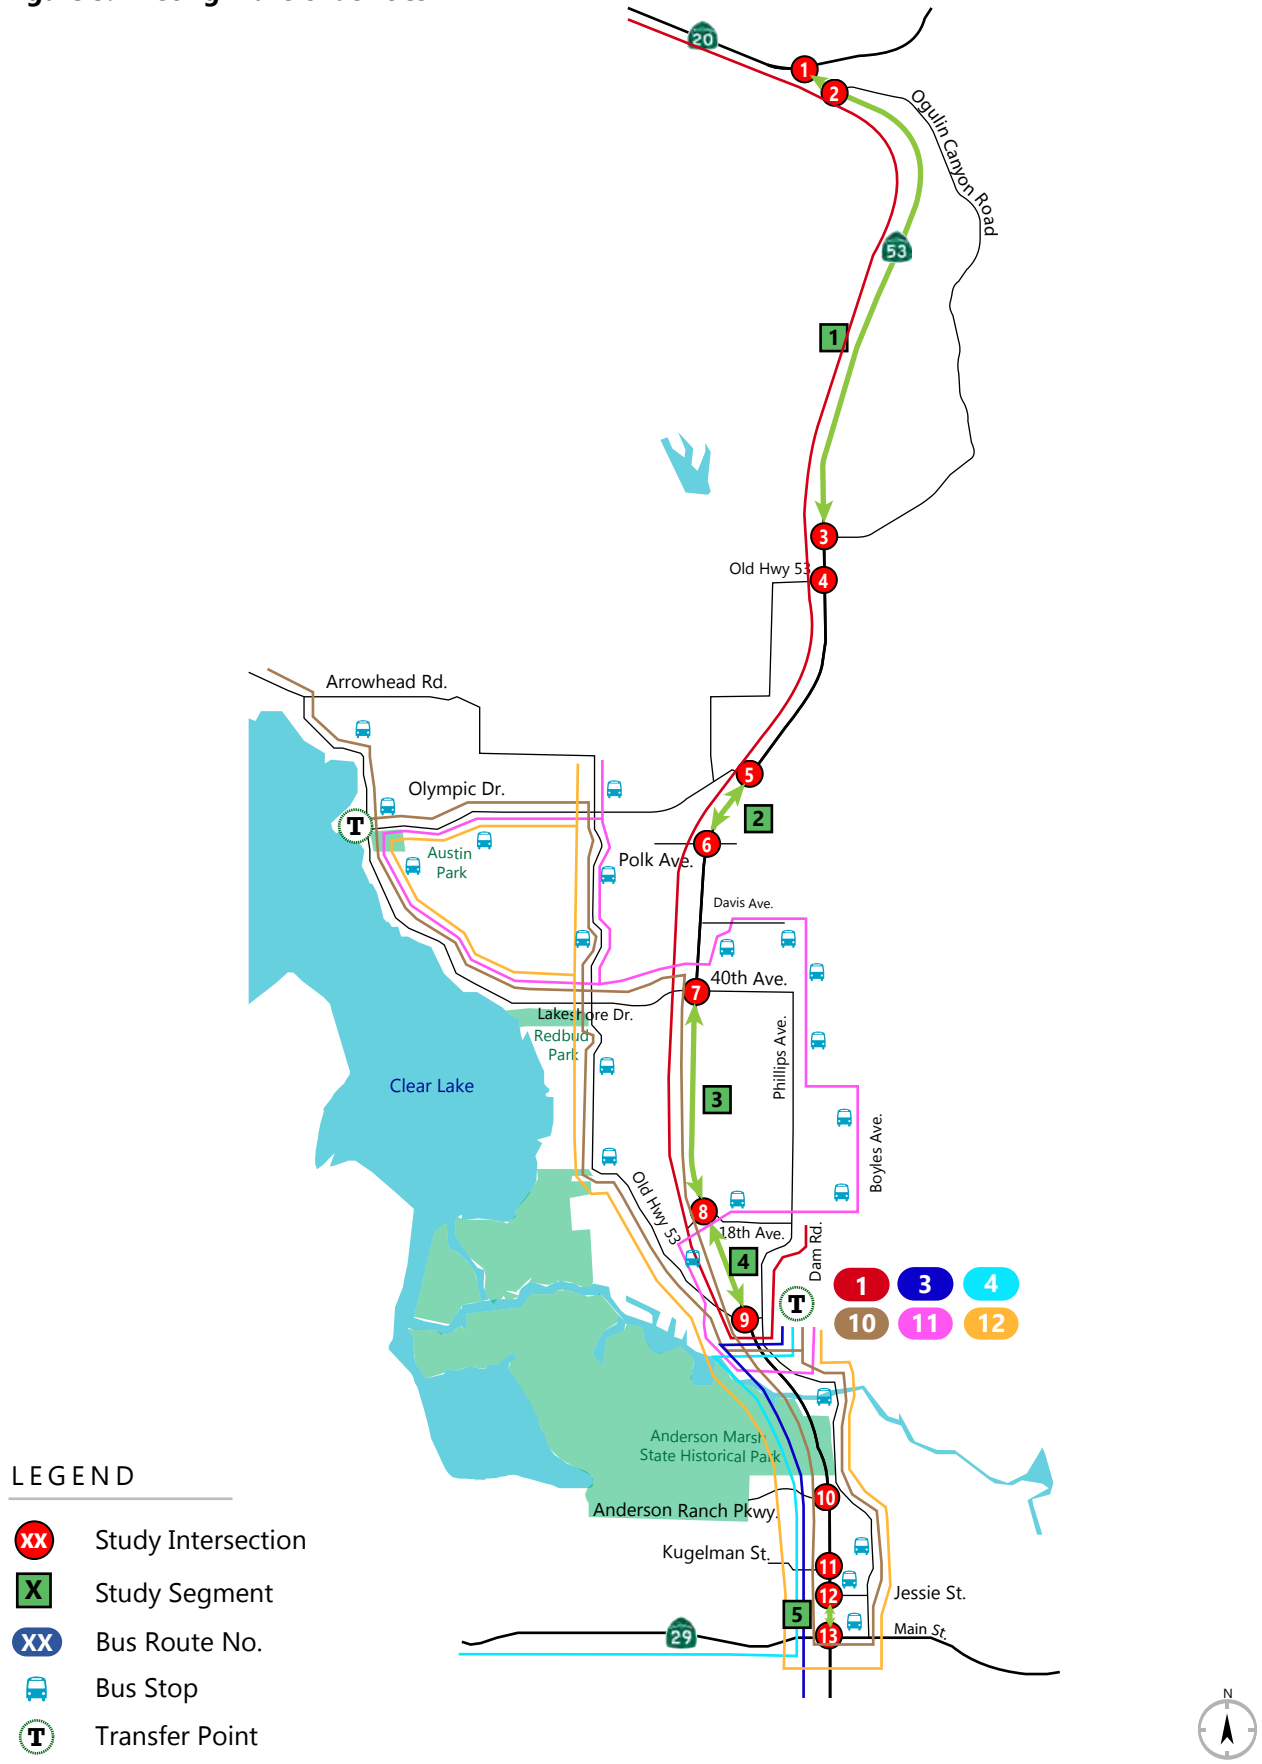 20
1
2
Ogulin Canyon Road
53
1
3
Old Hwy 53
4
Arrowhead Rd.
5
Olympic Dr.
2
T
6
Austin
Park
Polk Ave.
Davis Ave.
40th Ave.
7
Lakeshore Dr.
Redbud
Park
Phillips Ave.
Clear Lake
3
Boyles Ave.
Old Hwy 53
8
18th Ave.
4
Dam Rd.
1
3
4
T
9
10
11
12
Anderson Marsh
State Historical Park
10
Anderson Ranch Pkwy.
Kugelman St.
11
12
Jessie St.
5
29
13
Main St.
LEGEND
XX
Study Intersection
X
Study Segment
XX
Bus Route No.
Bus Stop
T
Transfer Point
N